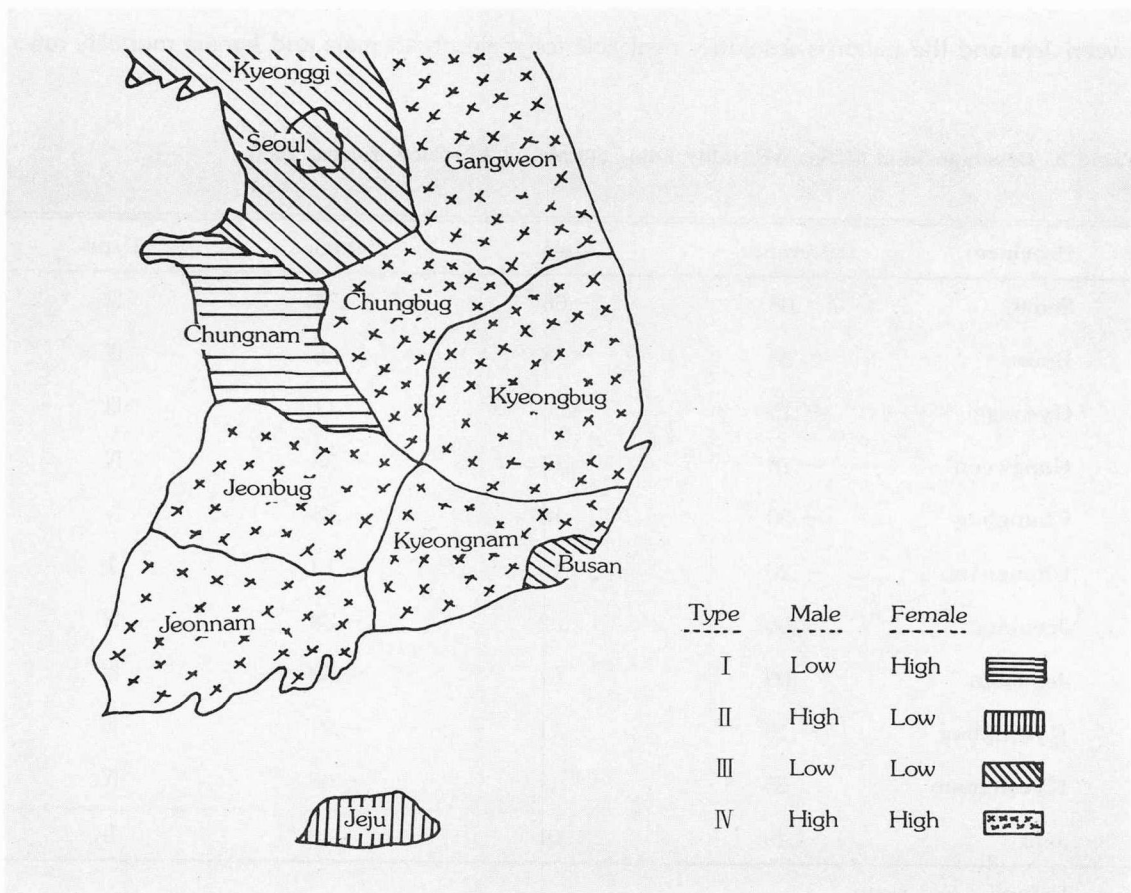 Kyeonggi
Seoul
Gangweon
Chungbug
Chungnam
Kyeongbug
Jeonbug
Kyeongnam
Busan
Jeonnam
Jeju
Type Male Female
I Low High
II High Low
III Low Low
IV High High